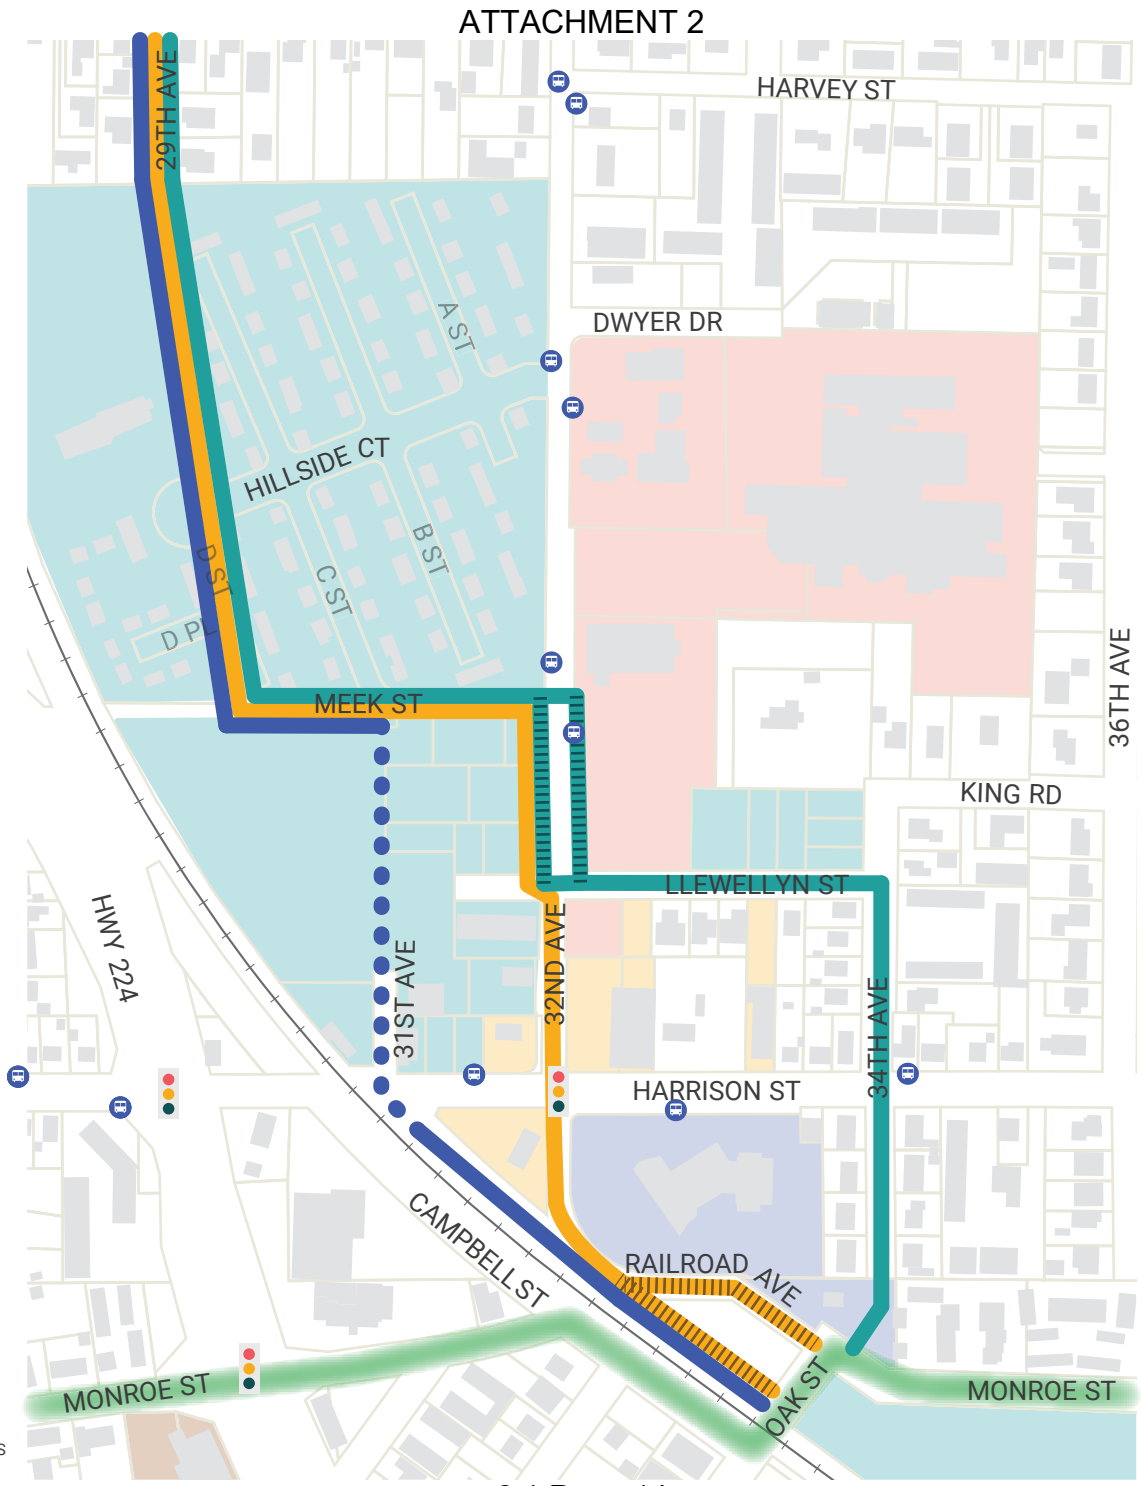 ATTACHMENT 2
29TH AVE
HARVEY ST
A ST
DWYER DR
HILLSIDE CT
D ST
C ST
B ST
D PL
MEEK ST
36TH AVE
KING RD
LLEWELLYN ST
HWY 224
31ST AVE
32ND AVE
34TH AVE
HARRISON ST
CAMPBELL ST
RAILROAD AVE
MONROE ST
OAK ST
MONROE ST
s